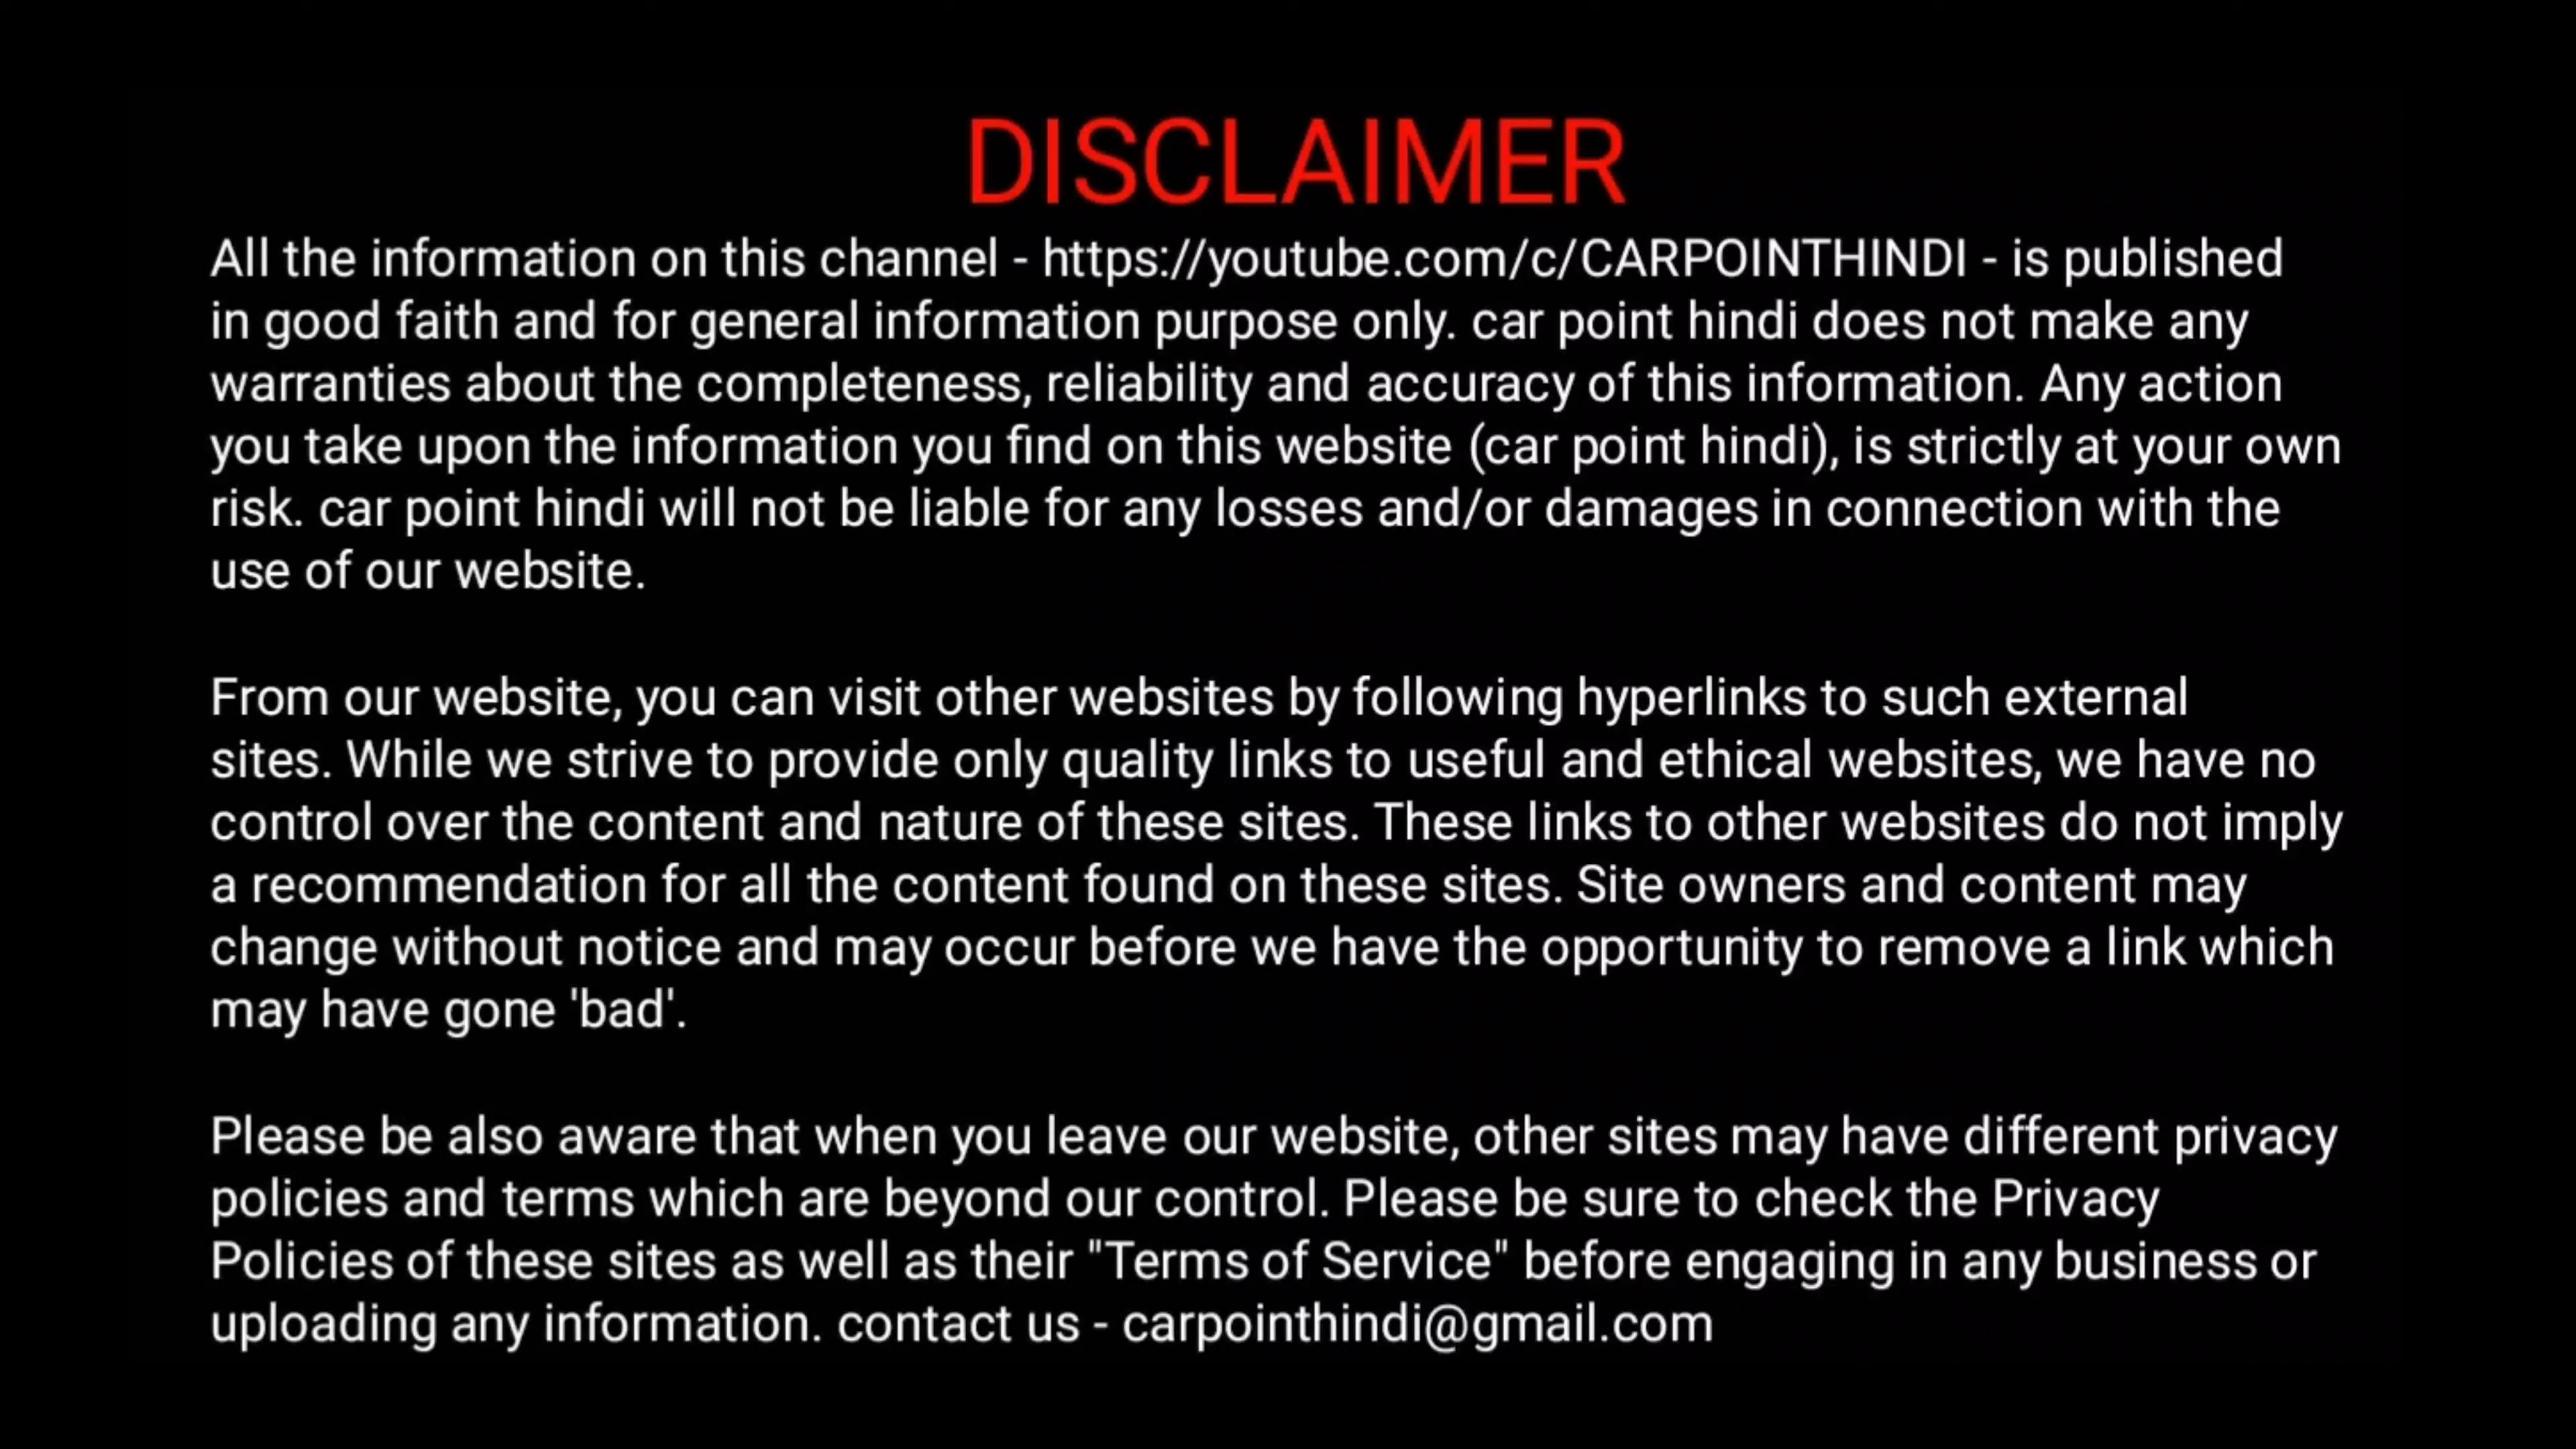 DISCLAIMER
All the information on this channel - https://youtube.com/c/CARPOINTHINDI - is published
in good faith and for general information purpose only. car point hindi does not make any
warranties about the completeness, reliability and accuracy of this information. Any action
you take upon the information you find on this website (car point hindi), is strictly at your own
risk. car point hindi will not be liable for any losses and/or damages in connection with the
use of our website.
From our website, you can visit other websites by following hyperlinks to such external
sites. While we strive to provide only quality links to useful and ethical websites, we have no
control over the content and nature of these sites. These links to other websites do not imply
a recommendation for all the content found on these sites. Site owners and content may
change without notice and may occur before we have the opportunity to remove a link which
may have gone 'bad'.
Please be also aware that when you leave our website, other sites may have different privacy
policies and terms which are beyond our control. Please be sure to check the Privacy
Policies of these sites as well as their "Terms of Service" before engaging in any business or
uploading any information. contact us - carpointhindi@gmail.com